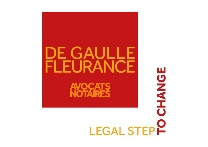 DE GAULLE
FLEURANCE
AVOCATS
NOTAIRES
LEGAL STEP
TO CHANGE